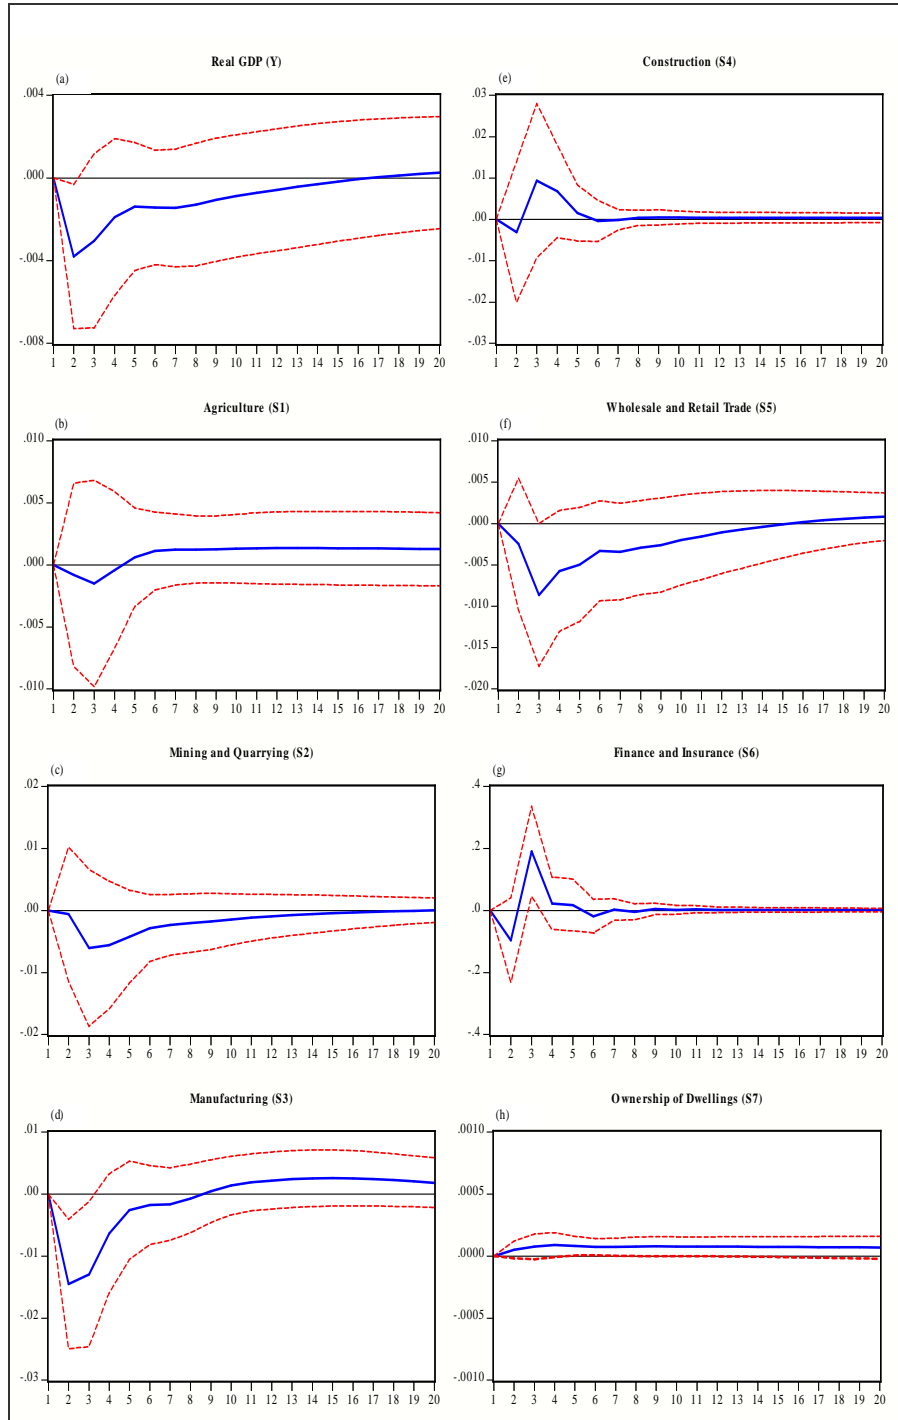 Real GDP (Y)
(a)
.004
.000
-.004
-.008
1 2 3 4 5 6 7 8 9 10 11 12 13 14 15 16 17 18 19 20
Construction (S4)
(e)
.03
.02
.01
.00
-.01
-.02
-.03
1 2 3 4 5 6 7 8 9 10 11 12 13 14 15 16 17 18 19 20
Agriculture (S1)
(b)
.010
.005
.000
-.005
-.010
1 2 3 4 5 6 7 8 9 10 11 12 13 14 15 16 17 18 19 20
Wholesale and Retail Trade (S5)
(f)
.010
.005
.000
-.005
-.010
-.015
-.020
1 2 3 4 5 6 7 8 9 10 11 12 13 14 15 16 17 18 19 20
Mining and Quarrying (S2)
(c)
.02
.01
.00
-.01
-.02
1 2 3 4 5 6 7 8 9 10 11 12 13 14 15 16 17 18 19 20
Finance and Insurance (S6)
(g)
.4
.2
.0
-.2
-.4
1 2 3 4 5 6 7 8 9 10 11 12 13 14 15 16 17 18 19 20
Manufacturing (S3)
(d)
.01
.00
-.01
-.02
-.03
1 2 3 4 5 6 7 8 9 10 11 12 13 14 15 16 17 18 19 20
Ownership of Dwellings (S7)
(h)
.0010
.0005
.0000
-.0005
-.0010
1 2 3 4 5 6 7 8 9 10 11 12 13 14 15 16 17 18 19 20